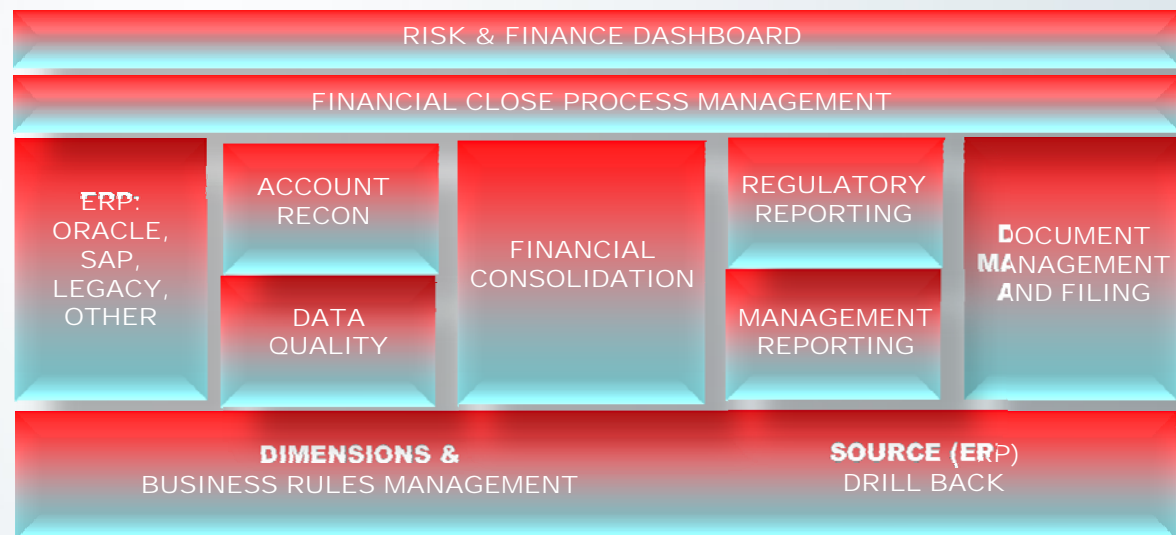 RISK & FINANCE DASHBOARD
FINANCIAL CLOSE PROCESS MANAGEMENT
ERP:
ORACLE,
SAP,
LEGACY,
OTHER
ACCOUNT
RECON
DATA
QUALITY
FINANCIAL
CONSOLIDATION
REGULATORY
REPORTING
MANAGEMENT
REPORTING
DOCUMENT
MANAGEMENT
AND FILING
DIMENSIONS &
BUSINESS RULES MANAGEMENT
SOURCE (ERP)
DRILL BACK